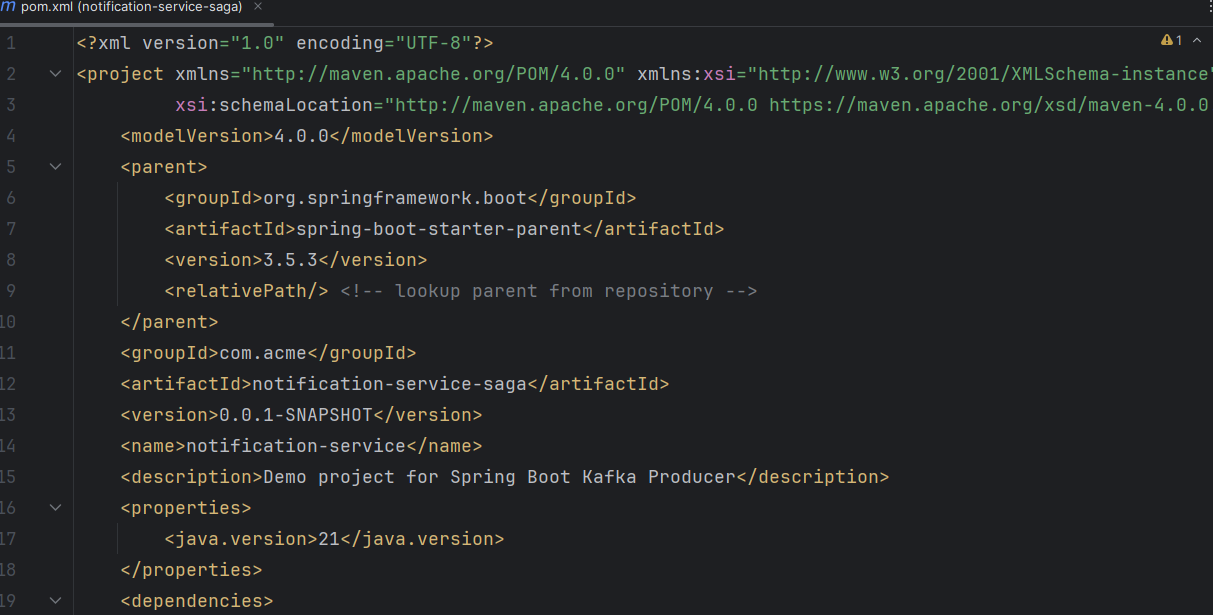 m pom.xml (notification-service-saga) ×
1 <?xml version="1.0" encoding="UTF-8"?> 1
2 <project xmlns="http://maven.apache.org/POM/4.0.0" xmlns:xsi="http://www.w3.org/2001/XMLSchema-instance"
3 xsi:schemaLocation="http://maven.apache.org/POM/4.0.0 https://maven.apache.org/xsd/maven-4.0.0
4 <modelVersion>4.0.0</modelVersion>
5 <parent>
6 <groupId>org.springframework.boot</groupId>
7 <artifactId>spring-boot-starter-parent</artifactId>
8 <version>3.5.3</version>
9 <relativePath/> <!-- lookup parent from repository -->
10 </parent>
11 <groupId>com.acme</groupId>
12 <artifactId>notification-service-saga</artifactId>
13 <version>0.0.1-SNAPSHOT</version>
14 <name>notification-service</name>
15 <description>Demo project for Spring Boot Kafka Producer</description>
16 <properties>
17 <java.version>21</java.version>
18 </properties>
19 <dependencies>